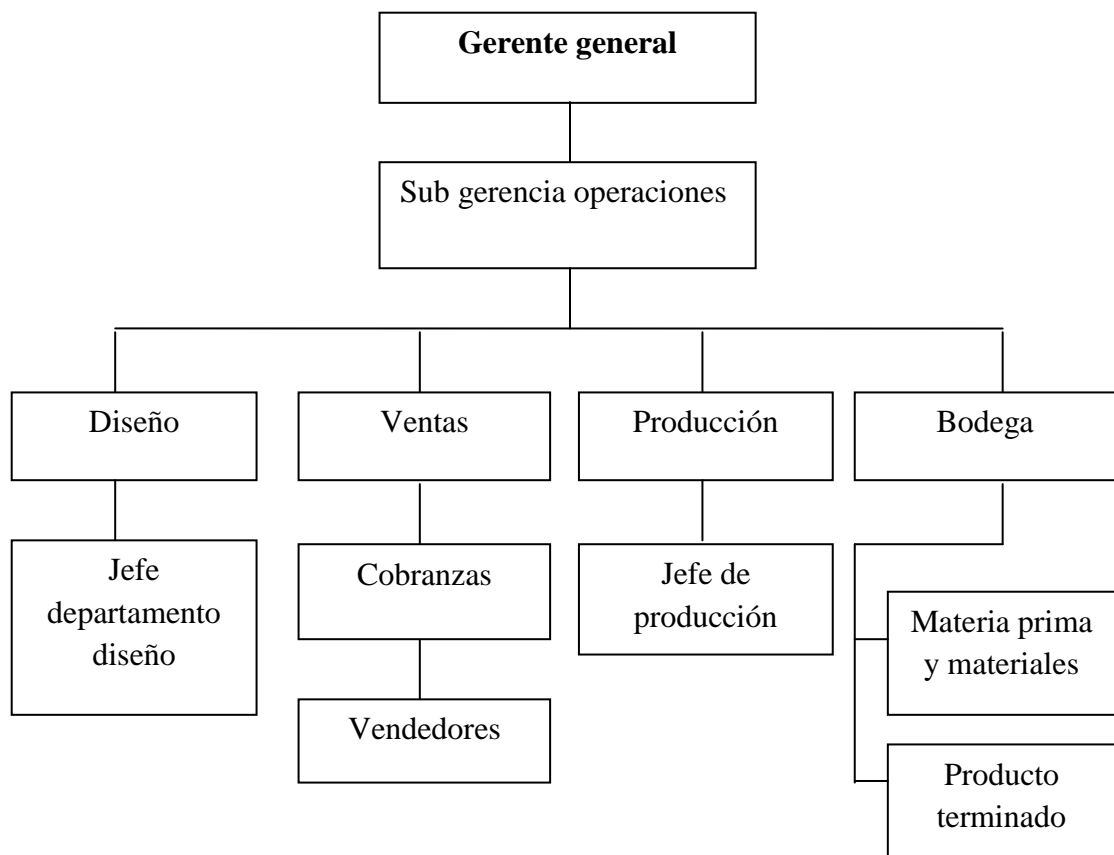 Gerente general
Sub gerencia operaciones
Diseño
Ventas
Producción
Bodega
Jefe
departamento
diseño
Cobranzas
Jefe de
producción
Materia prima
y materiales
Vendedores
Producto
terminado